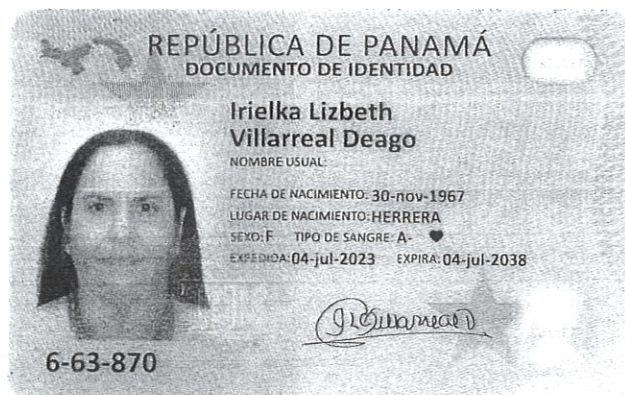 REPÚBLICA DE PANAMÁ
DOCUMENTO DE IDENTIDAD
Irielka Lizbeth
Villarreal Deago
NOMBRE USUAL:
FECHA DE NACIMIENTO: 30-nov-1967
LUGAR DE NACIMIENTO: HERRERA
SEXO: F TIPO DE SANGRE: A-
EXPEDIDA: 04-jul-2023 EXPIRA: 04-jul-2038
6-63-870